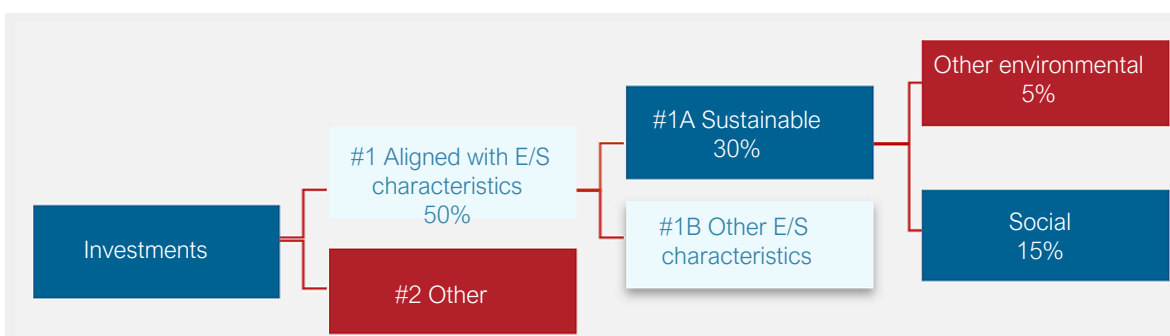 Investments
#1 Aligned with E/S
characteristics
50%
#2 Other
#1A Sustainable
30%
#1B Other E/S
characteristics
Other environmental
5%
Social
15%